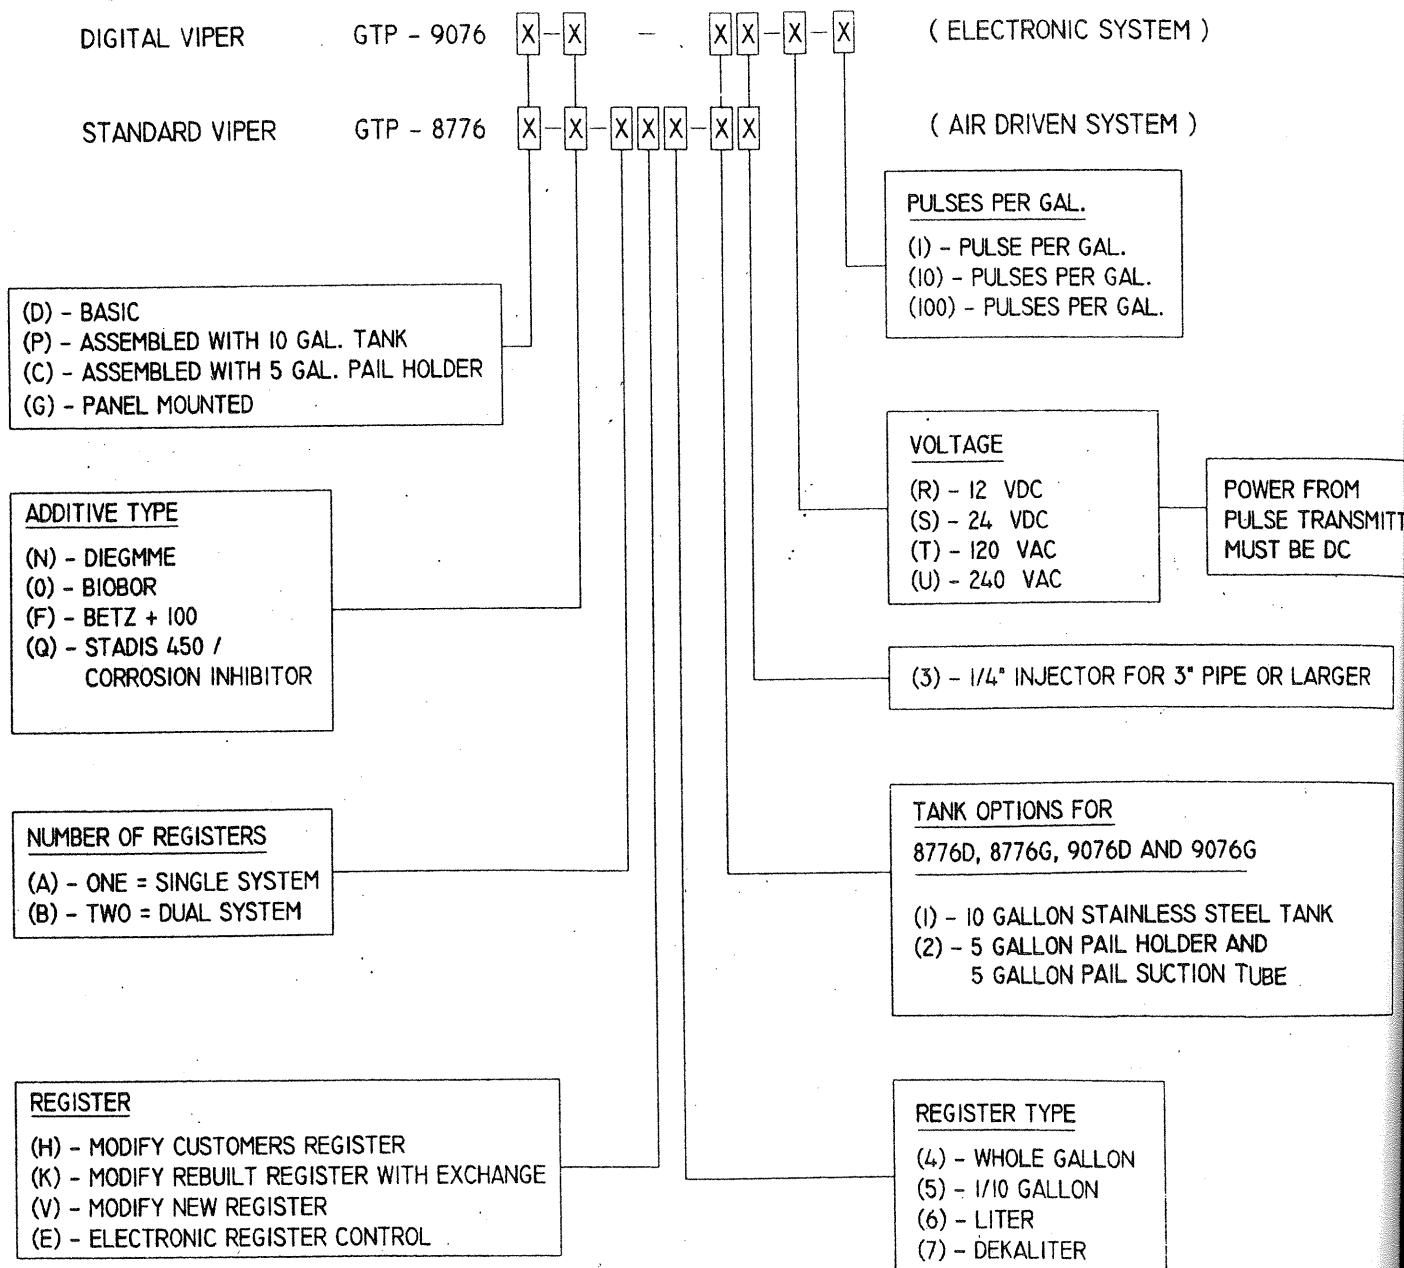 DIGITAL VIPER GTP - 9076 X - X - X X - X - X ( ELECTRONIC SYSTEM )
STANDARD VIPER GTP - 8776 X - X - X X X - X X ( AIR DRIVEN SYSTEM )
PULSES PER GAL.
(1) - PULSE PER GAL.
(10) - PULSES PER GAL.
(100) - PULSES PER GAL.
(D) - BASIC
(P) - ASSEMBLED WITH 10 GAL. TANK
(C) - ASSEMBLED WITH 5 GAL. PAIL HOLDER
(G) - PANEL MOUNTED
VOLTAGE
(R) - 12 VDC
(S) - 24 VDC
(T) - 120 VAC
(U) - 240 VAC
POWER FROM
PULSE TRANSMITT
MUST BE DC
ADDITIVE TYPE
(N) - DIEGMME
(O) - BIOBOR
(F) - BETZ + 100
(Q) - STADIS 450 /
CORROSION INHIBITOR
(3) - 1/4" INJECTOR FOR 3" PIPE OR LARGER
TANK OPTIONS FOR
8776D, 8776G, 9076D AND 9076G
(1) - 10 GALLON STAINLESS STEEL TANK
(2) - 5 GALLON PAIL HOLDER AND
5 GALLON PAIL SUCTION TUBE
NUMBER OF REGISTERS
(A) - ONE = SINGLE SYSTEM
(B) - TWO = DUAL SYSTEM
REGISTER
(H) - MODIFY CUSTOMERS REGISTER
(K) - MODIFY REBUILT REGISTER WITH EXCHANGE
(V) - MODIFY NEW REGISTER
(E) - ELECTRONIC REGISTER CONTROL
REGISTER TYPE
(4) - WHOLE GALLON
(5) - 1/10 GALLON
(6) - LITER
(7) - DEKALITER